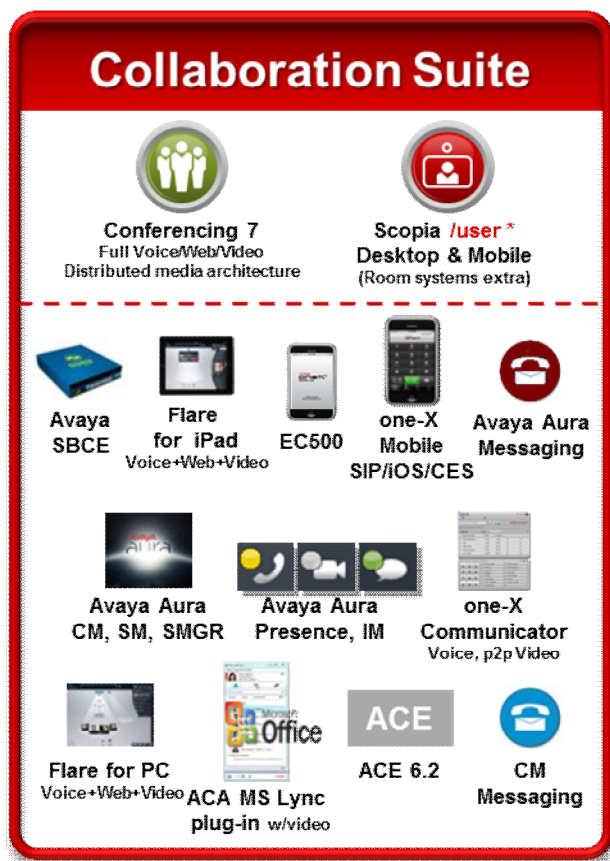 Collaboration Suite
Conferencing 7
Full Voice/Web/Video
Distributed media architecture
Scopia /user *
Desktop & Mobile
(Room systems extra)
Avaya
SBCE
Flare
for iPad
Voice+Web+Video
EC500
one-X
Mobile
SIP/iOS/CES
Avaya Aura
Messaging
aura
Avaya Aura
CM, SM, SMGR
Avaya Aura
Presence, IM
one-X
Communicator
Voice, p2p Video
Flare for PC
Voice+Web+Video
Microsoft
Office
ACA MS Lync
plug-in w/video
ACE
ACE 6.2
CM
Messaging